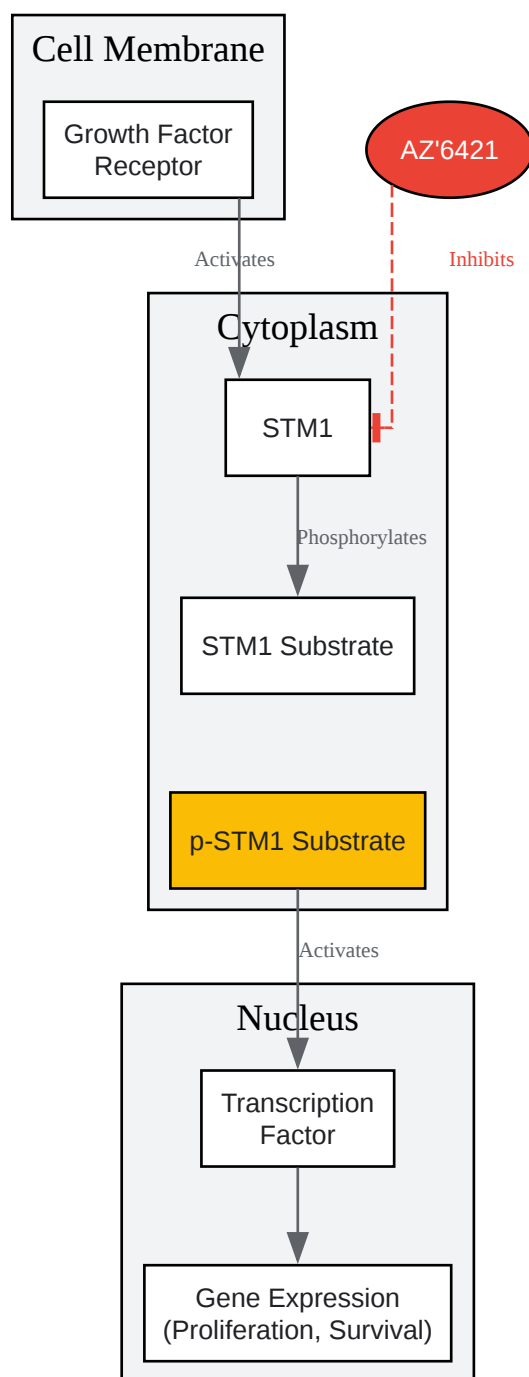 Cell Membrane
Growth Factor
Receptor
AZ'6421
Activates
Inhibits
Cytoplasm
STM1
Phosphorylates
STM1 Substrate
p-STM1 Substrate
Activates
Nucleus
Transcription
Factor
Gene Expression
(Proliferation, Survival)